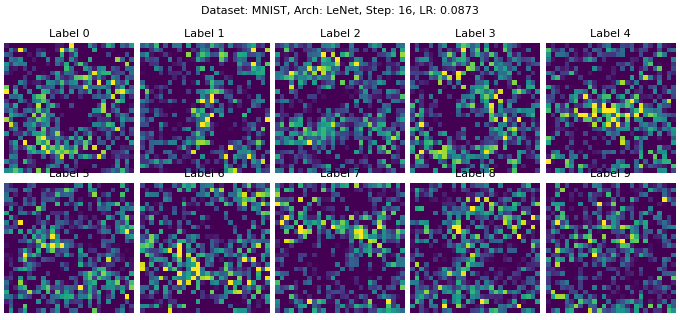 Dataset: MNIST, Arch: LeNet, Step: 16, LR: 0.0873
Label 0 Label 1 Label 2 Label 3 Label 4
Label 5 Label 6 Label 7 Label 8 Label 9